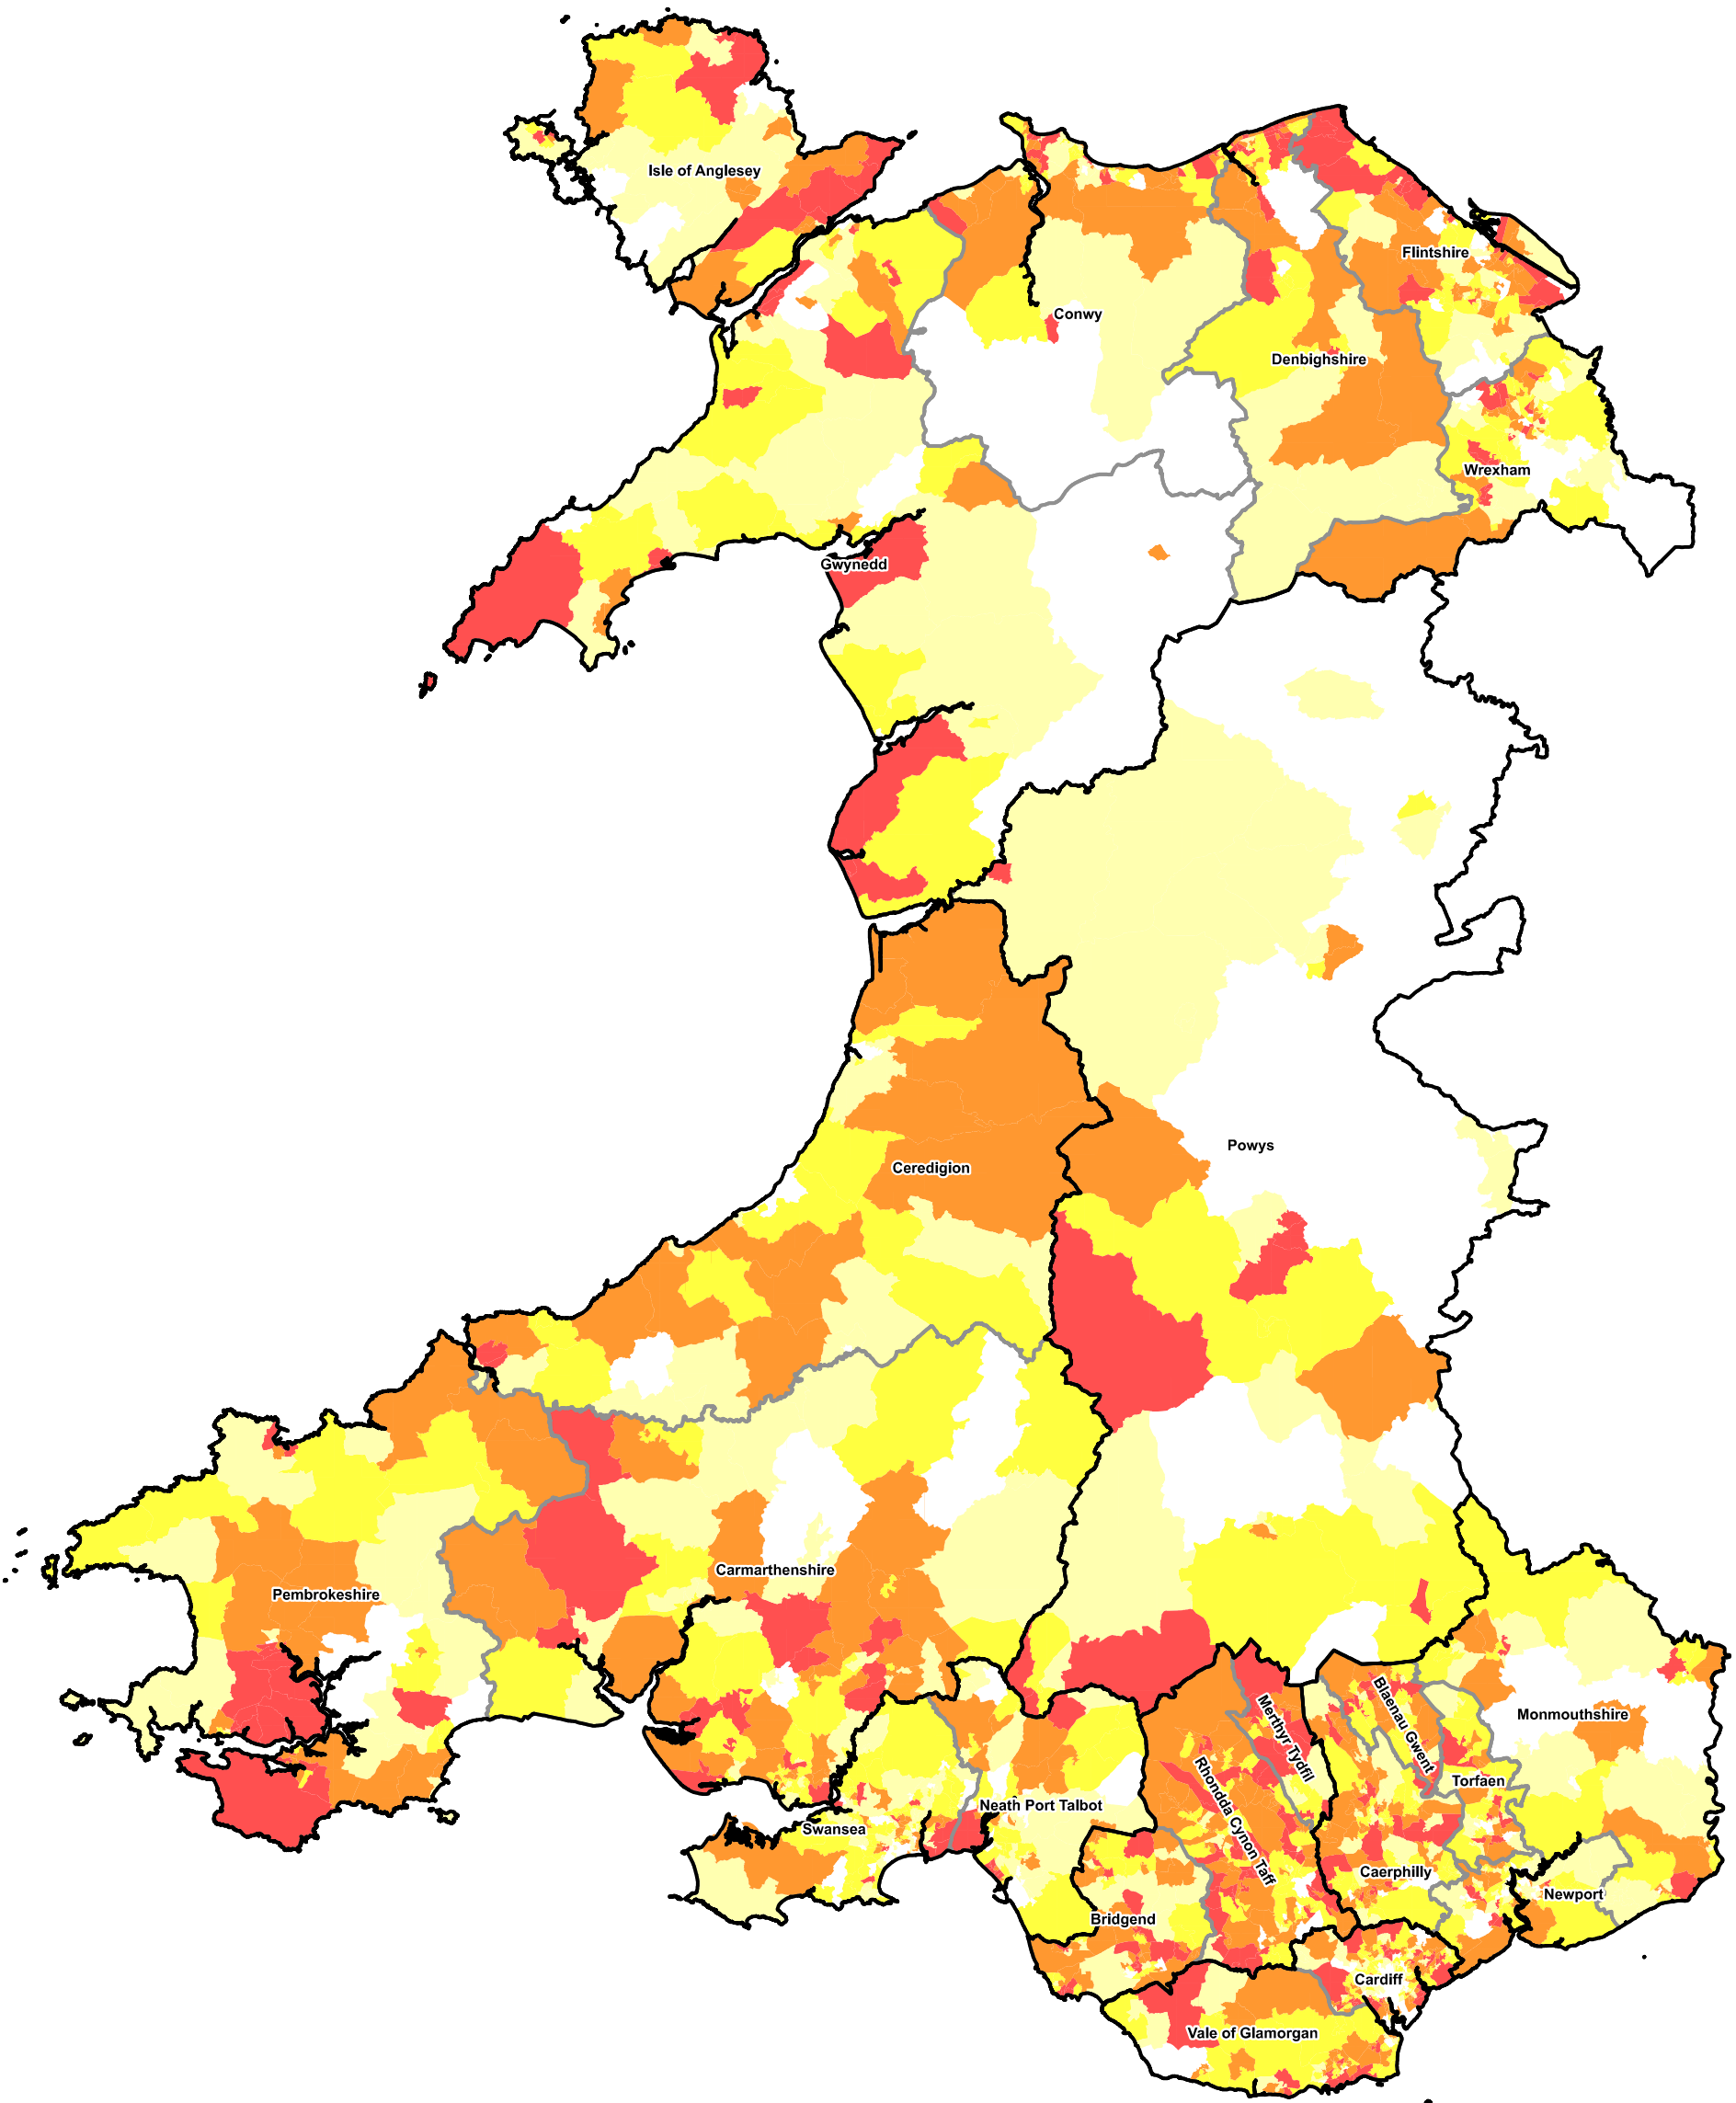 Isle of Anglesey
Flintshire
Conwy
Denbighshire
Wrexham
Gwynedd
Powys
Ceredigion
Carmarthenshire
Pembrokeshire
Merthyr Tydfil
Blaenau Gwent
Monmouthshire
Rhondda Cynon Taff
Torfaen
Neath Port Talbot
Swansea
Caerphilly
Newport
Bridgend
Cardiff
Vale of Glamorgan